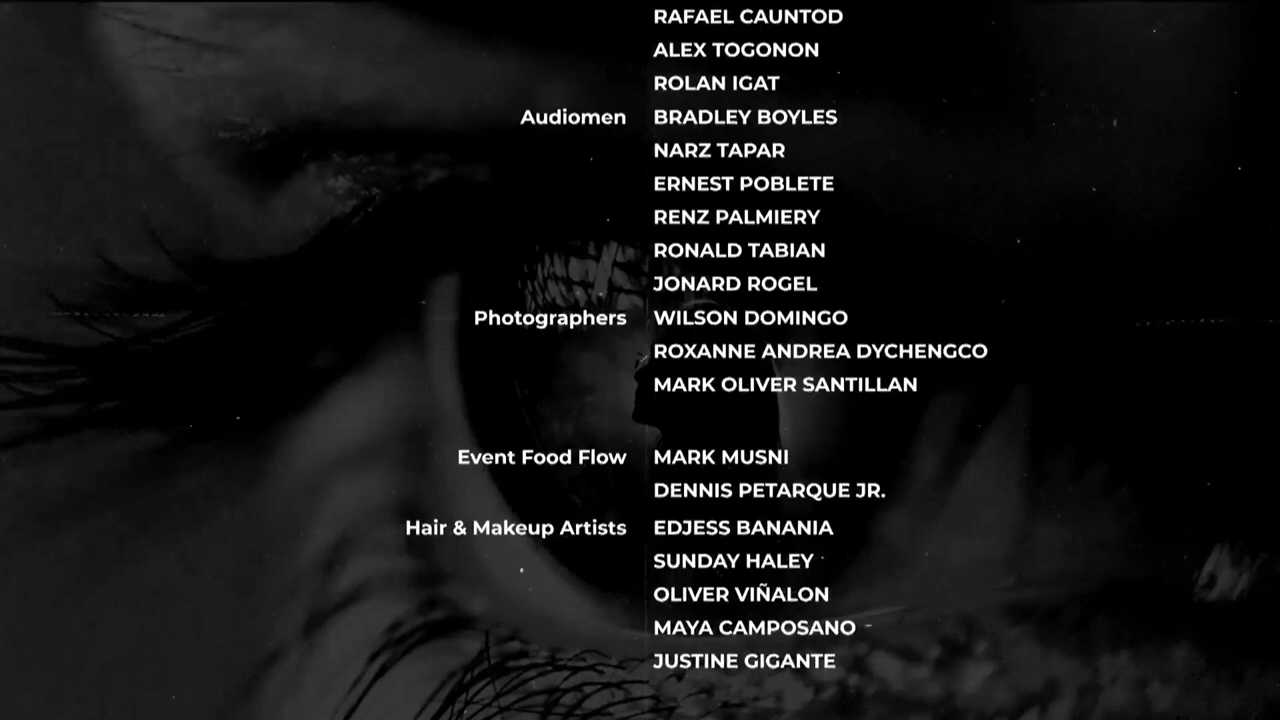 RAFAEL CAUNTOD
ALEX TOGONON
ROLAN IGAT
Audiomen BRADLEY BOYLES
NARZ TAPAR
ERNEST POBLETE
RENZ PALMIERY
RONALD TABIAN
JONARD ROGEL
Photographers WILSON DOMINGO
ROXANNE ANDREA DYCHENGCO
MARK OLIVER SANTILLAN
Event Food Flow MARK MUSNI
DENNIS PETARQUE JR.
Hair & Makeup Artists EDJESS BANANIA
SUNDAY HALEY
OLIVER VIÑALON
MAYA CAMPOSANO
JUSTINE GIGANTE